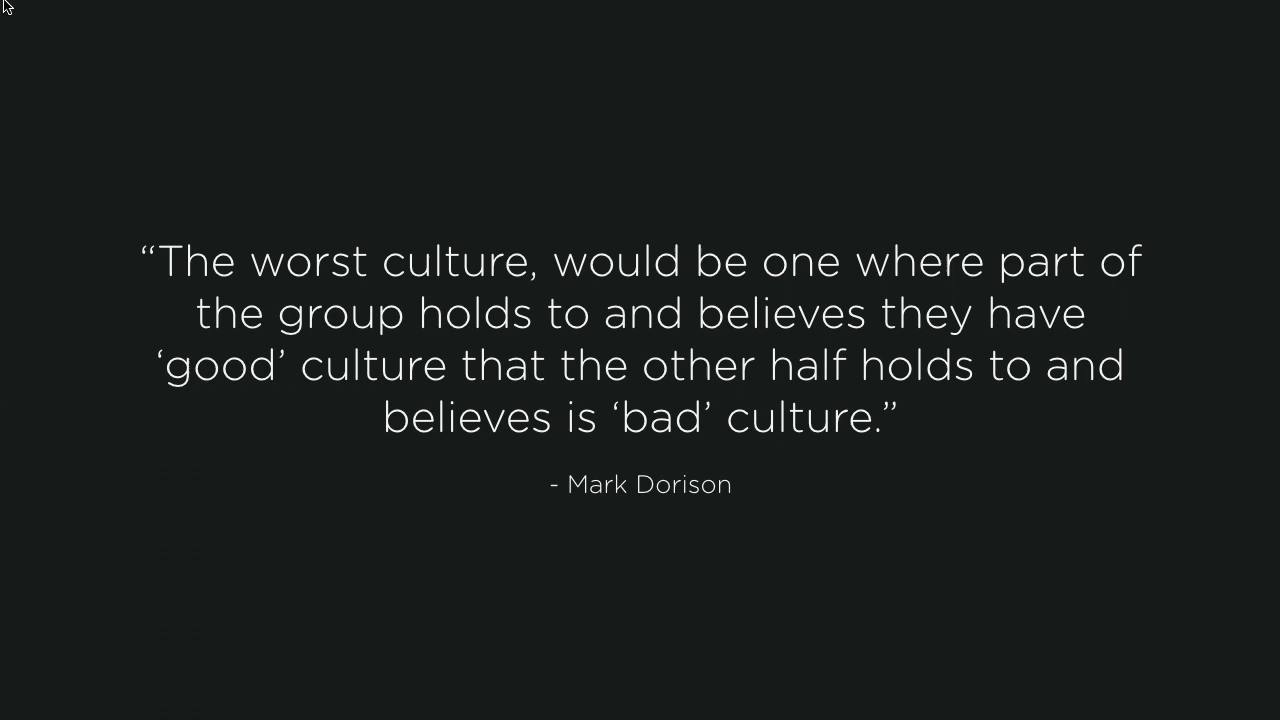 “The worst culture, would be one where part of
the group holds to and believes they have
‘good’ culture that the other half holds to and
believes is ‘bad’ culture.”
- Mark Dorison